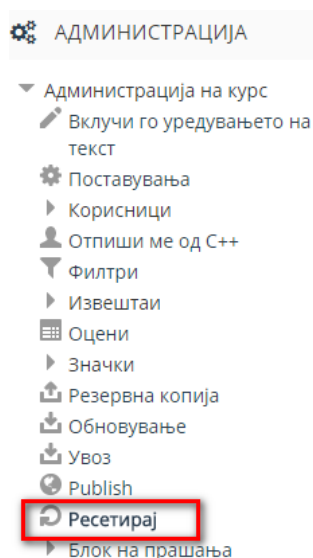 АДМИНИСТРАЦИЈА
Администрација на курс
Вклучи го уредувањето на
текст
Поставувања
Корисници
Отпиши ме од C++
Филтри
Извештаи
Оцени
Значки
Резервна копија
Обновување
Увоз
Publish
Ресетирај
Блок на прашања